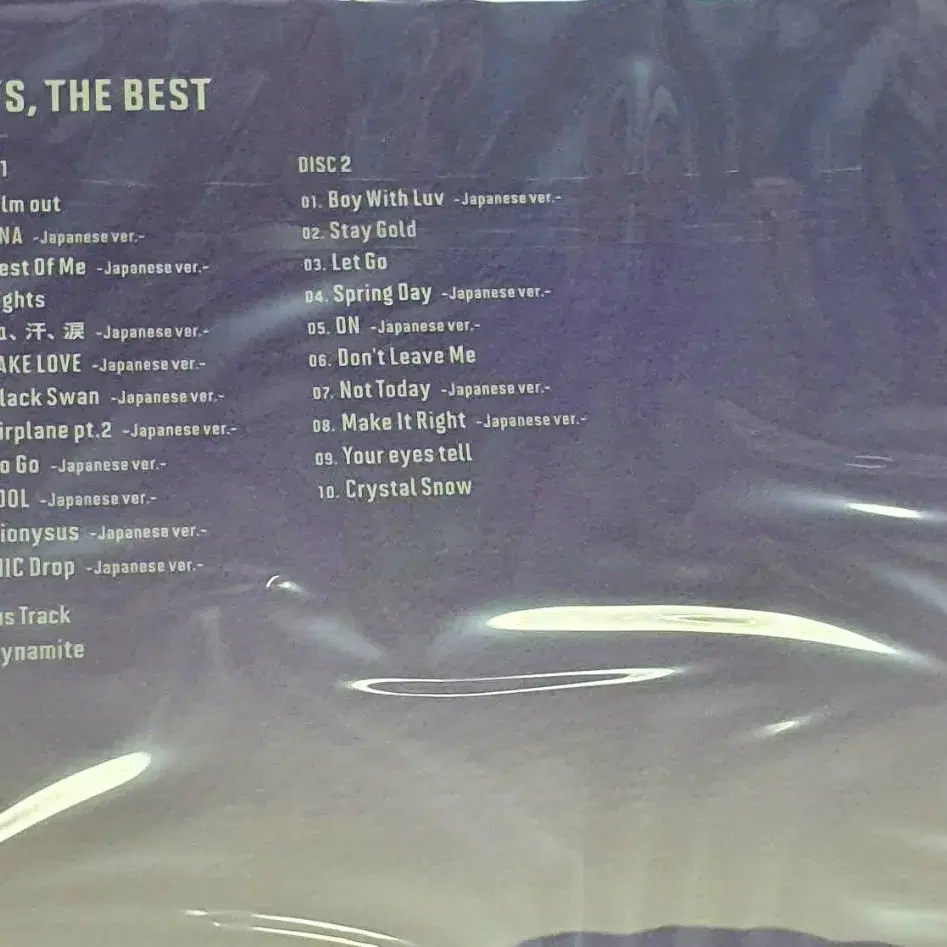 S, THE BEST
1
lm out
NA -Japanese ver.-
est Of Me -Japanese ver.-
ghts
、汗、涙 -Japanese ver.-
AKE LOVE -Japanese ver.-
lack Swan -Japanese ver.-
irplane pt.2 -Japanese ver.-
o Go -Japanese ver.-
OL -Japanese ver.-
ionysus -Japanese ver.-
IC Drop -Japanese ver.-
s Track
ynamite
DISC 2
01. Boy With Luv -Japanese ver.-
02. Stay Gold
03. Let Go
04. Spring Day -Japanese ver.-
05. ON -Japanese ver.-
06. Don't Leave Me
07. Not Today -Japanese ver.-
08. Make It Right -Japanese ver.-
09. Your eyes tell
10. Crystal Snow